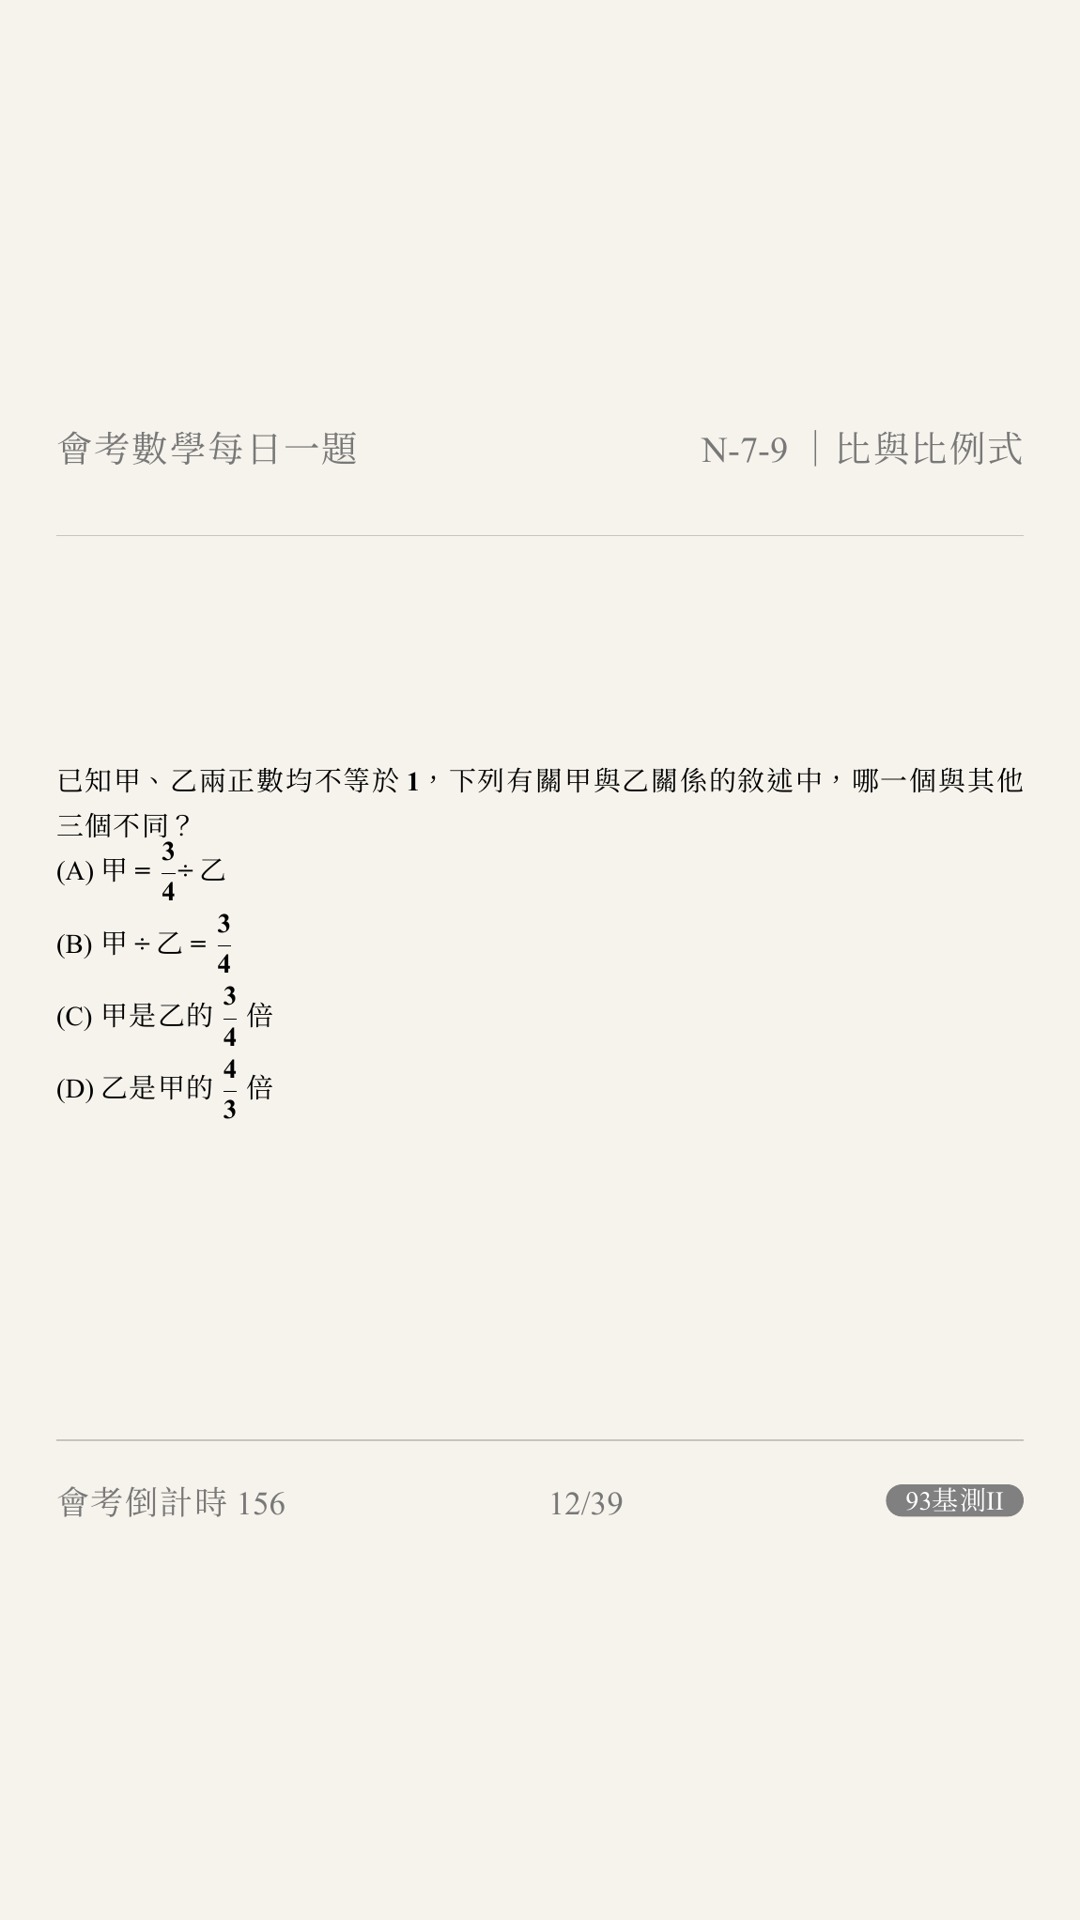 會考數學每日一題
N-7-9 | 比與比例式
已知甲、乙兩正數均不等於 1，下列有關甲與乙關係的敘述中，哪一個與其他
三個不同？
(A) 甲 = 3/4 ÷ 乙
(B) 甲 ÷ 乙 = 3/4
(C) 甲是乙的 3/4 倍
(D) 乙是甲的 4/3 倍
會考倒計時 156
12/39
93基測II